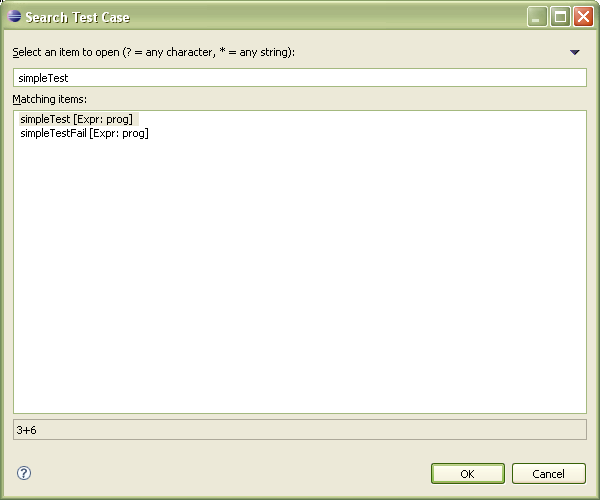 Search Test Case
Select an item to open (? = any character, * = any string):
simpleTest
Matching items:
simpleTest [Expr: prog]
simpleTestFail [Expr: prog]
3+6
?
OK
Cancel